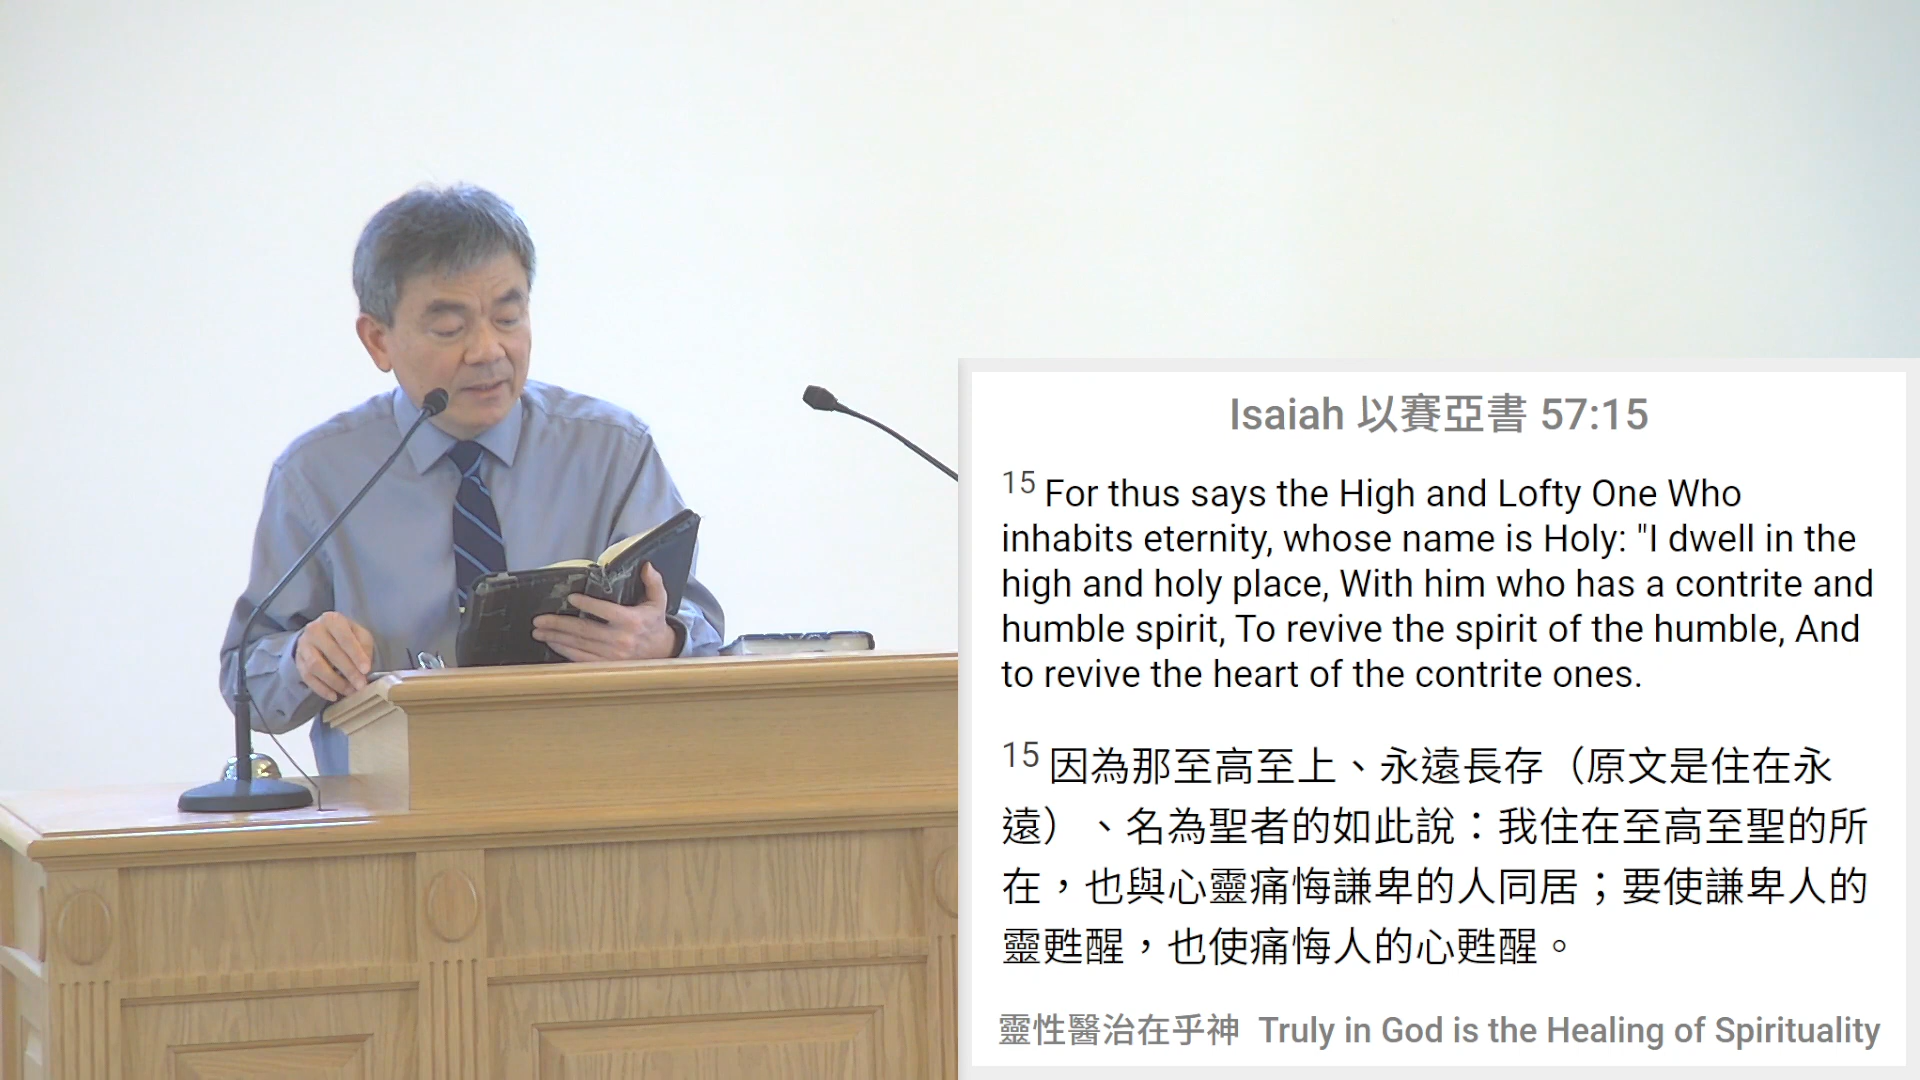 Isaiah 以賽亞書 57:15
15 For thus says the High and Lofty One Who
inhabits eternity, whose name is Holy: "I dwell in the
high and holy place, With him who has a contrite and
humble spirit, To revive the spirit of the humble, And
to revive the heart of the contrite ones.
15 因為那至高至上、永遠長存（原文是住在永
遠）、名為聖者的如此說：我住在至高至聖的所
在，也與心靈痛悔謙卑的人同居；要使謙卑人的
靈甦醒，也使痛悔人的心甦醒。
靈性醫治在乎神 Truly in God is the Healing of Spirituality